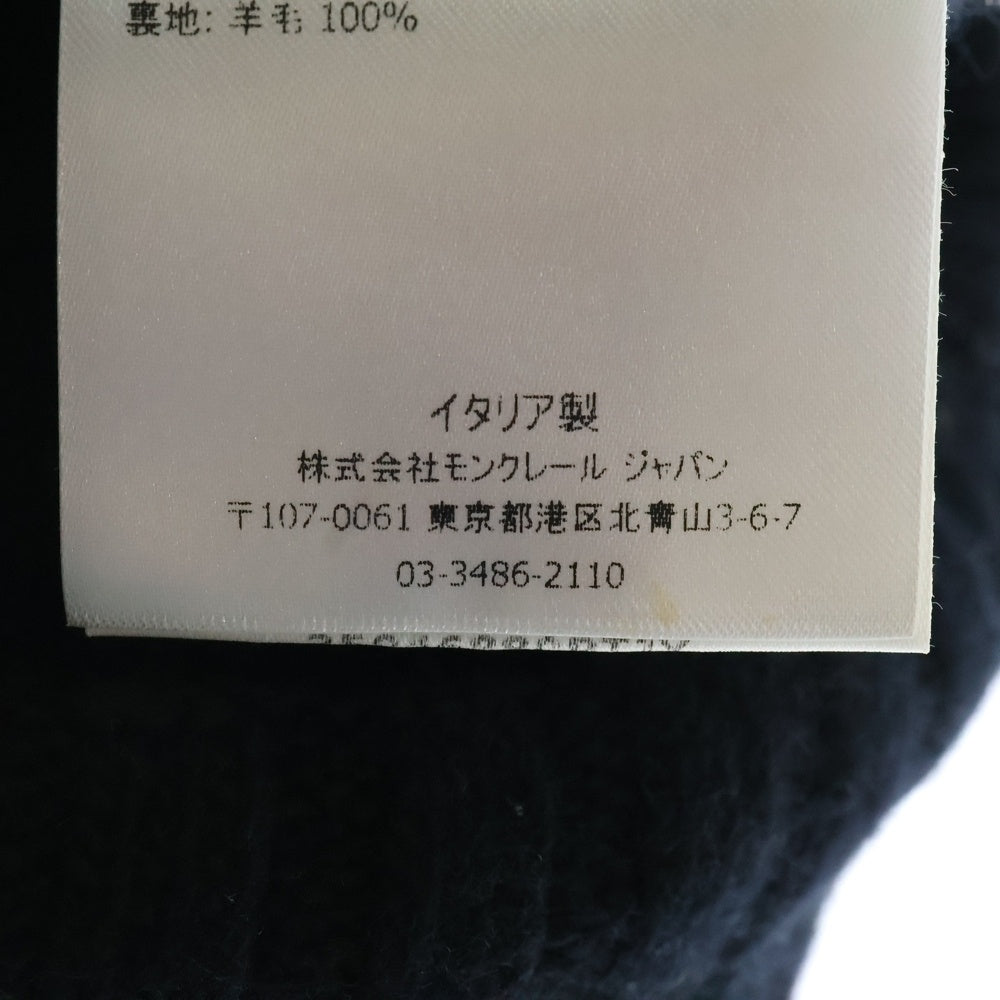 裏地: 羊毛 100%
イタリア製
株式会社モンクレール ジャパン
〒107-0061 東京都港区北青山3-6-7
03-3486-2110